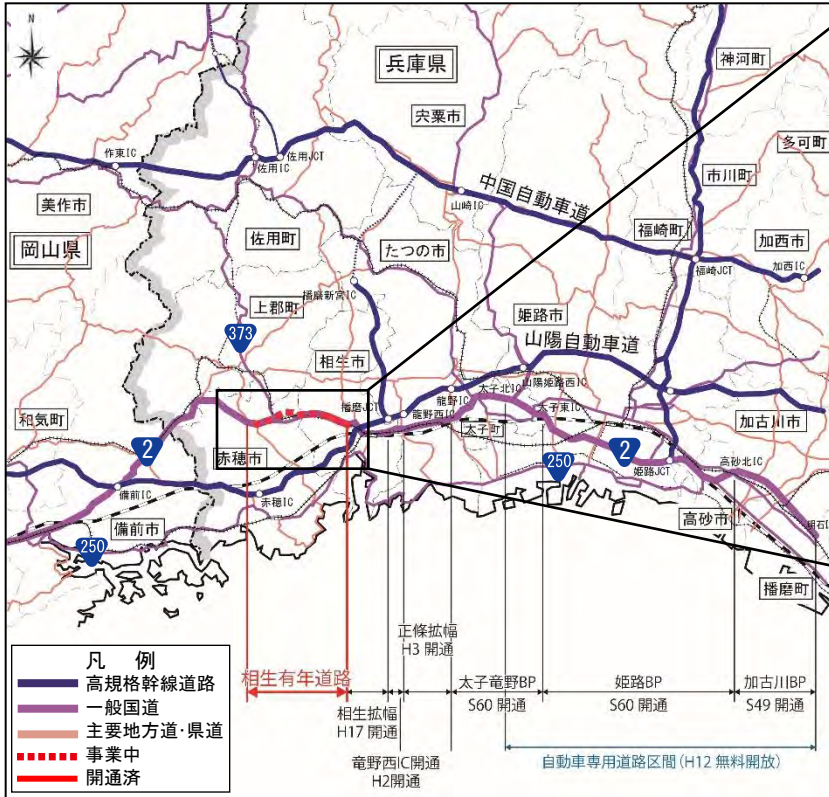 N
兵庫県
神河町
宍粟市
多可町
作東IC
佐用JCT
佐用IC
中国自動車道
市川町
美作市
山崎IC
福崎町
佐用町
たつの市
加西市
岡山県
福崎JCT
加西IC
播磨新宮IC
上郡町
姫路市
373
山陽自動車道
相生市
山陽姫路西IC
太子北IC
龍野IC
播磨JCT
龍野西IC
太子東IC
和気町
太子町
加古川市
2
2
赤穂市
250
姫路JCT
高砂北IC
備前IC
赤穂IC
高砂市
備前市
250
播磨町
正條拡幅
H3 開通
凡 例
高規格幹線道路
一般国道
主要地方道・県道
事業中
開通済
相生有年道路
太子竜野BP
S60 開通
姫路BP
S60 開通
加古川BP
S49 開通
相生拡幅
H17 開通
竜野西IC開通
H2開通
自動車専用道路区間(H12 無料開放)